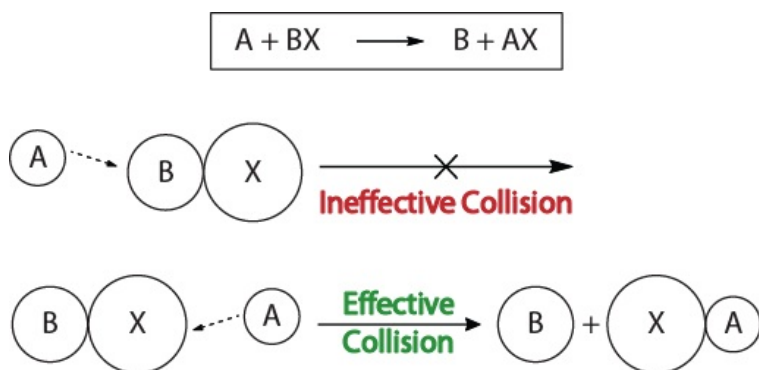 A + BX ⟶ B + AX
A B X Ineffective Collision
B X A Effective Collision B + X A